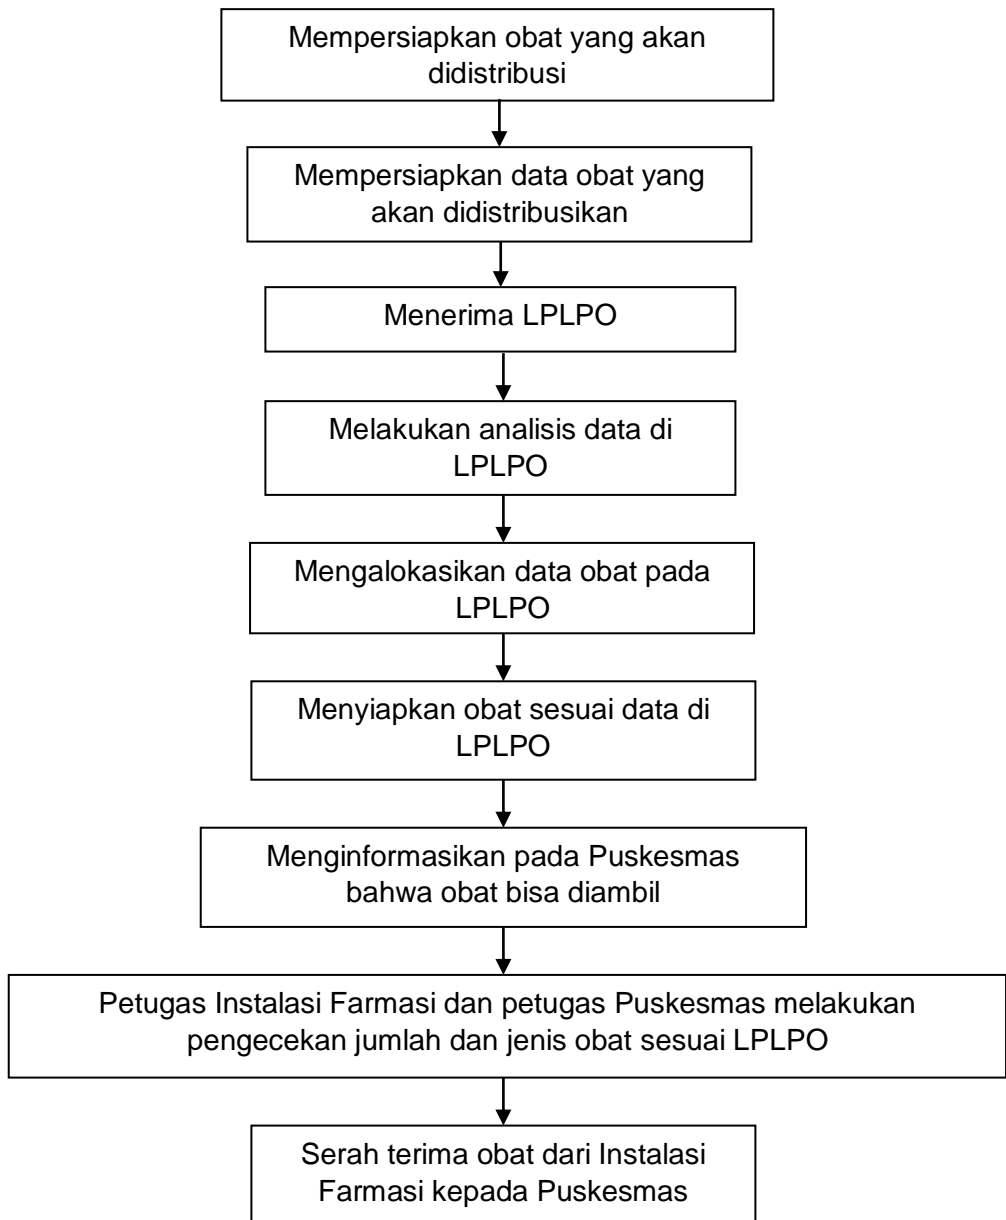 Mempersiapkan obat yang akan
didistribusi
Mempersiapkan data obat yang
akan didistribusikan
Menerima LPLPO
Melakukan analisis data di
LPLPO
Mengalokasikan data obat pada
LPLPO
Menyiapkan obat sesuai data di
LPLPO
Menginformasikan pada Puskesmas
bahwa obat bisa diambil
Petugas Instalasi Farmasi dan petugas Puskesmas melakukan
pengecekan jumlah dan jenis obat sesuai LPLPO
Serah terima obat dari Instalasi
Farmasi kepada Puskesmas